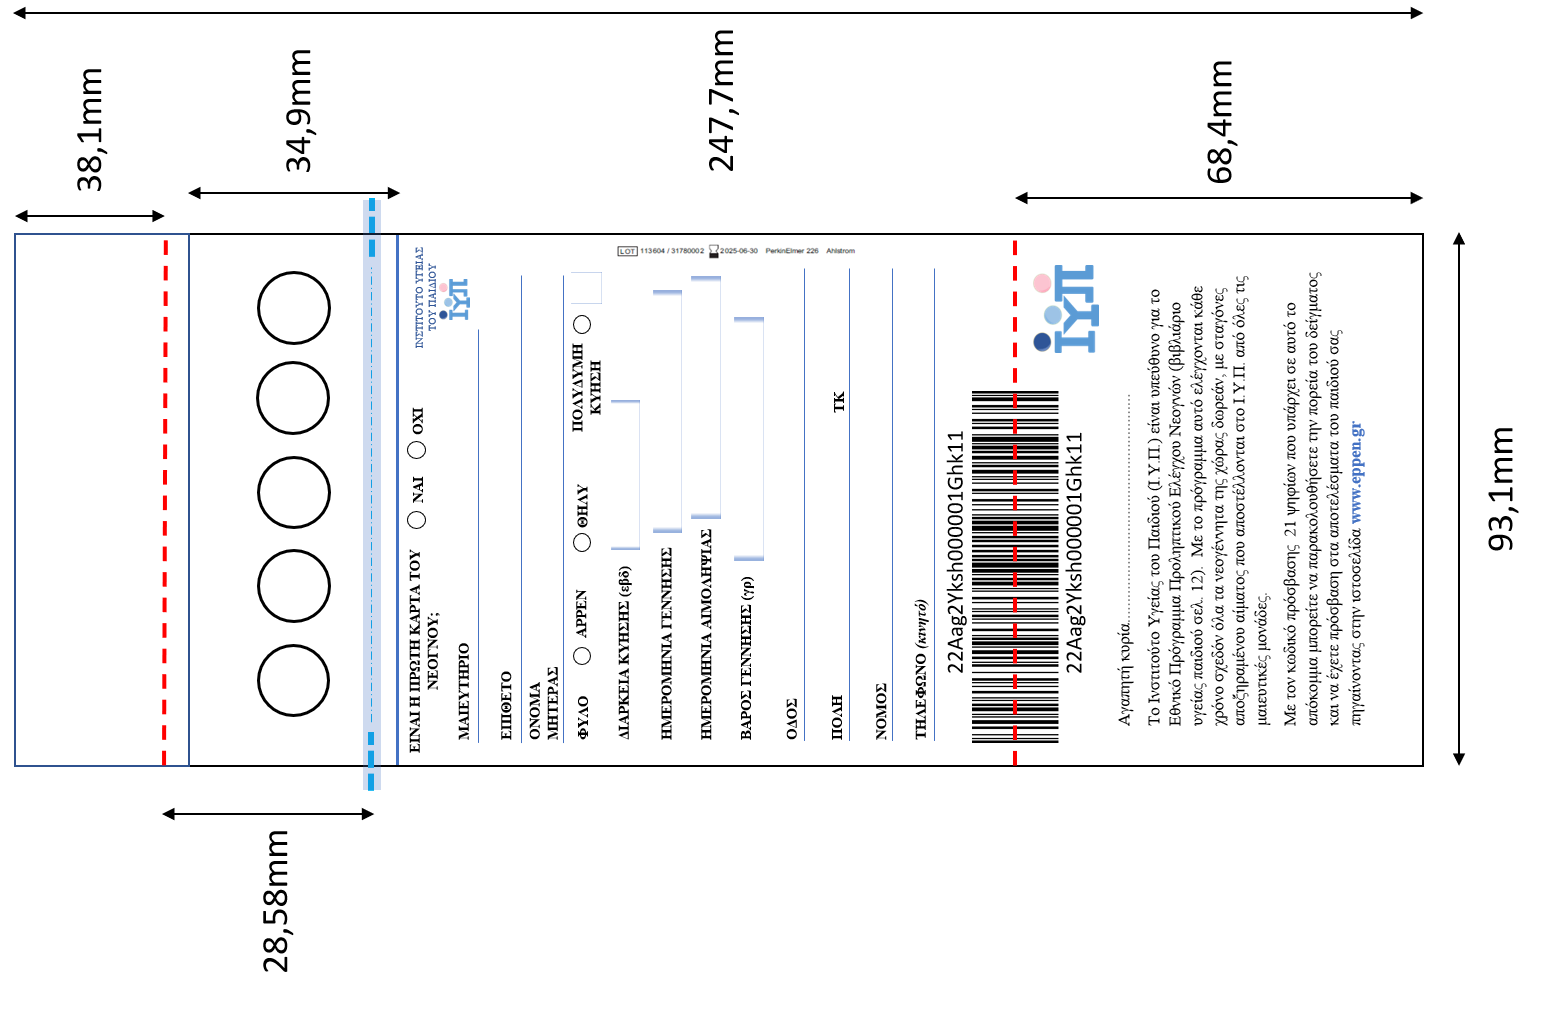 247,7mm
38,1mm
34,9mm
68,4mm
93,1mm
28,58mm
LOT 113604 / 31780002 2025-06-30 PerkinElmer 226 Ahlstrom
ΙΝΣΤΙΤΟΥΤΟ ΥΓΕΙΑΣ
ΤΟΥ ΠΑΙΔΙΟΥ
ΙΥΠ
ΕΙΝΑΙ Η ΠΡΩΤΗ ΚΑΡΤΑ ΤΟΥ
ΝΕΟΓΝΟΥ;
ΝΑΙ ΟΧΙ
ΜΑΙΕΥΤΗΡΙΟ
ΕΠΙΘΕΤΟ
ΟΝΟΜΑ
ΜΗΤΕΡΑΣ
ΦΥΛΟ ΑΡΡΕΝ ΘΗΛΥ
ΠΟΛΥΔΥΜΗ
ΚΥΗΣΗ
ΔΙΑΡΚΕΙΑ ΚΥΗΣΗΣ (εβδ)
ΗΜΕΡΟΜΗΝΙΑ ΓΕΝΝΗΣΗΣ
ΗΜΕΡΟΜΗΝΙΑ ΑΙΜΟΛΗΨΙΑΣ
ΒΑΡΟΣ ΓΕΝΝΗΣΗΣ (γρ)
ΟΔΟΣ
ΠΟΛΗ ΤΚ
ΝΟΜΟΣ
ΤΗΛΕΦΩΝΟ (κινητό)
22Aag2Yksh000001Ghk11
22Aag2Yksh000001Ghk11
ΙΥΠ
Αγαπητή κυρία............................................................
Το Ινστιτούτο Υγείας του Παιδιού (Ι.Υ.Π.) είναι υπεύθυνο για το
Εθνικό Πρόγραμμα Προληπτικού Ελέγχου Νεογνών (βιβλιάριο
υγείας παιδιού σελ. 12). Με το πρόγραμμα αυτό ελέγχονται κάθε
χρόνο σχεδόν όλα τα νεογέννητα της χώρας δωρεάν, με σταγόνες
αποξηραμένου αίματος που αποστέλλονται στο Ι.Υ.Π. από όλες τις
μαιευτικές μονάδες.
Με τον κωδικό πρόσβασης 21 ψηφίων που υπάρχει σε αυτό το
απόκομμα μπορείτε να παρακολουθήσετε την πορεία του δείγματος
και να έχετε πρόσβαση στα αποτελέσματα του παιδιού σας
πηγαίνοντας στην ιστοσελίδα www.eppen.gr